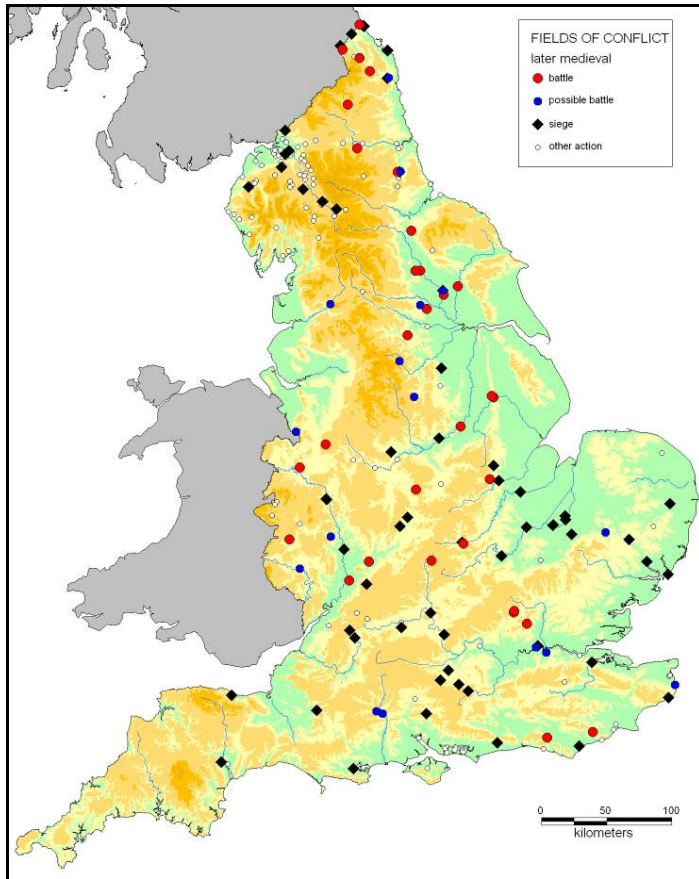 FIELDS OF CONFLICT
later medieval
battle
possible battle
siege
other action
0 50 100
kilometers